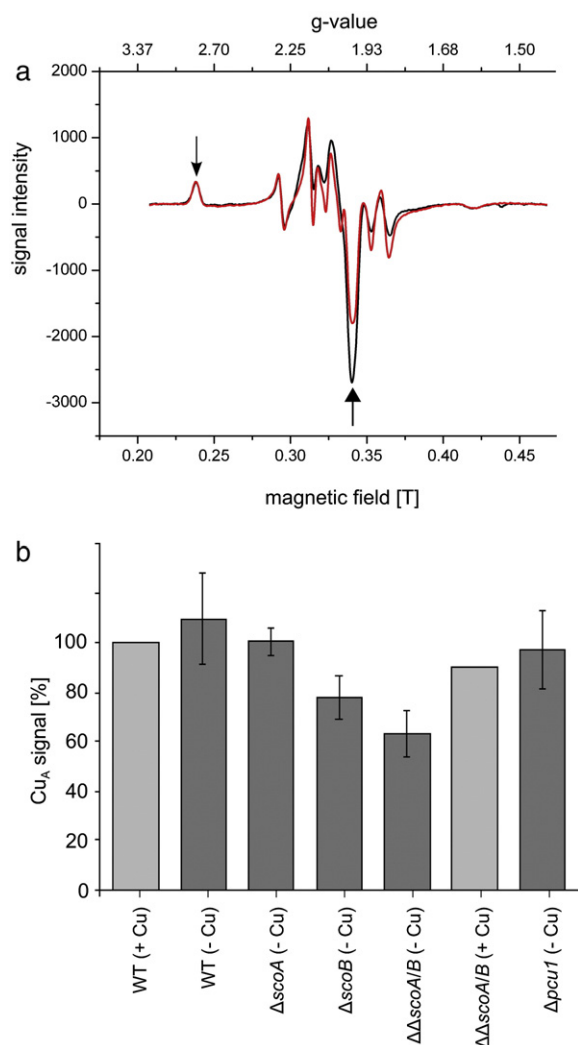 g-value
3.37 2.70 2.25 1.93 1.68 1.50
a
2000
1000
0
-1000
-2000
-3000
signal intensity
0.20 0.25 0.30 0.35 0.40 0.45
magnetic field [T]
b
100
80
60
40
20
0
CuA signal [%]
WT (+ Cu)
WT (- Cu)
ΔscoA (- Cu)
ΔscoB (- Cu)
ΔΔscoA/B (- Cu)
ΔΔscoA/B (+ Cu)
Δpcu1 (- Cu)